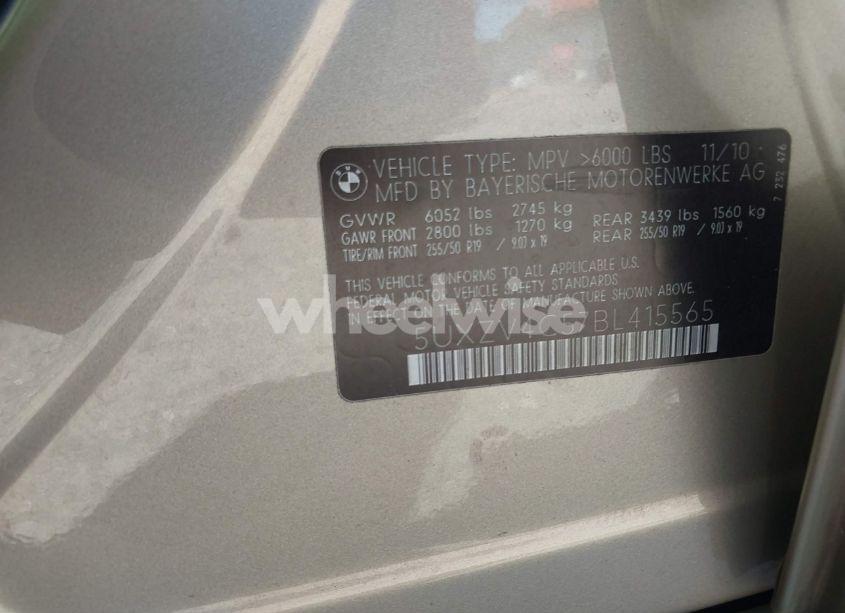 BMW
VEHICLE TYPE: MPV >6000 LBS 11/10
MFD BY BAYERISCHE MOTORENWERKE AG
GVWR 6052 lbs 2745 kg
GAWR FRONT 2800 lbs 1270 kg REAR 3439 lbs 1560 kg
TIRE/RIM FRONT 255/50 R19 / 9.0J x 19 REAR 255/50 R19 / 9.0J x 19
THIS VEHICLE CONFORMS TO ALL APPLICABLE U.S.
FEDERAL MOTOR VEHICLE SAFETY STANDARDS
IN EFFECT ON DATE OF MANUFACTURE SHOWN ABOVE.
BL415565
7 232 476
wheelwise